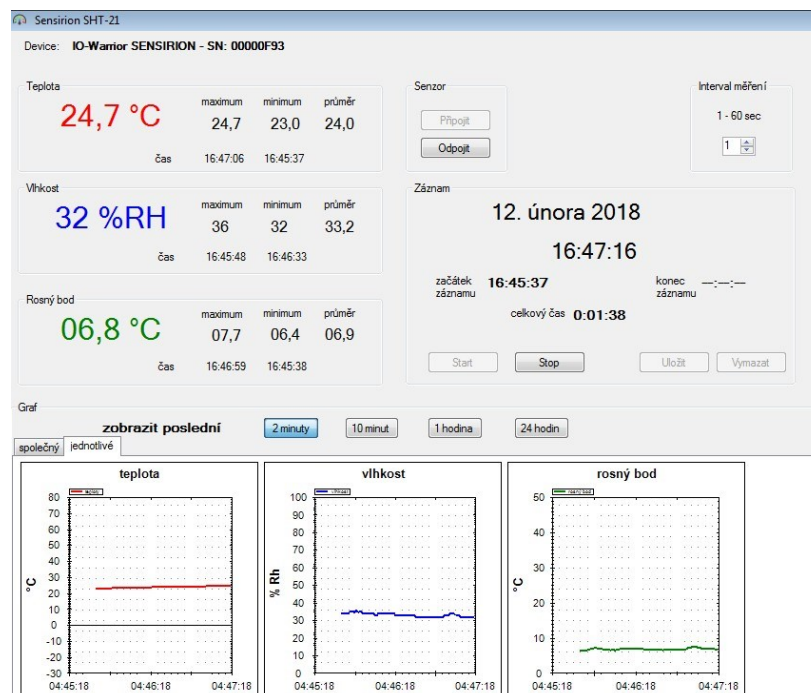 Sensirion SHT-21
Device: IO-Warrior SENSIRION - SN: 00000F93
Teplota
24,7 °C
maximum minimum průměr
24,7 23,0 24,0
čas 16:47:06 16:45:37
Senzor
Připojit
Odpojit
Interval měření
1 - 60 sec
1
Vlhkost
32 %RH
maximum minimum průměr
36 32 33,2
čas 16:45:48 16:46:33
Záznam
12. února 2018
16:47:16
začátek záznamu 16:45:37
konec záznamu --:--:--
celkový čas 0:01:38
Start Stop Uložit Vymazat
Rosný bod
06,8 °C
maximum minimum průměr
07,7 06,4 06,9
čas 16:46:59 16:45:38
Graf
zobrazit poslední 2 minuty 10 minut 1 hodina 24 hodin
společný jednotlivé
teplota
teplota
80
70
60
50
40
30
20
10
0
-10
-20
-30
°C
04:45:18 04:46:18 04:47:18
vlhkost
vlhkost
100
90
80
70
60
50
40
30
20
10
0
% Rh
04:45:18 04:46:18 04:47:18
rosný bod
rosný bod
50
40
30
20
10
0
°C
04:45:18 04:46:18 04:47:18